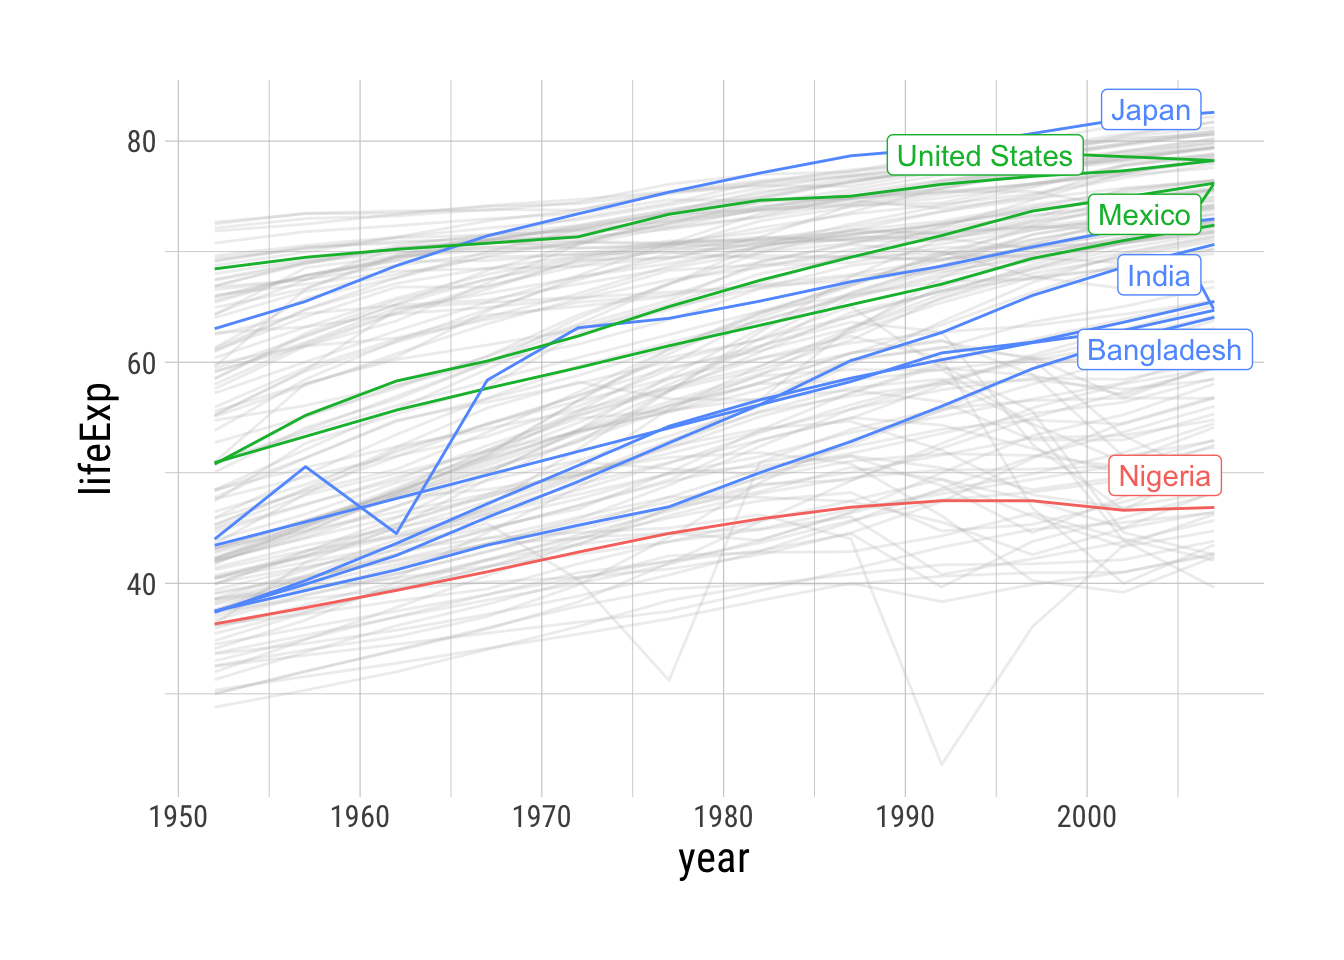 lifeExp
80
60
40
Japan
United States
Mexico
India
Bangladesh
Nigeria
1950 1960 1970 1980 1990 2000
year